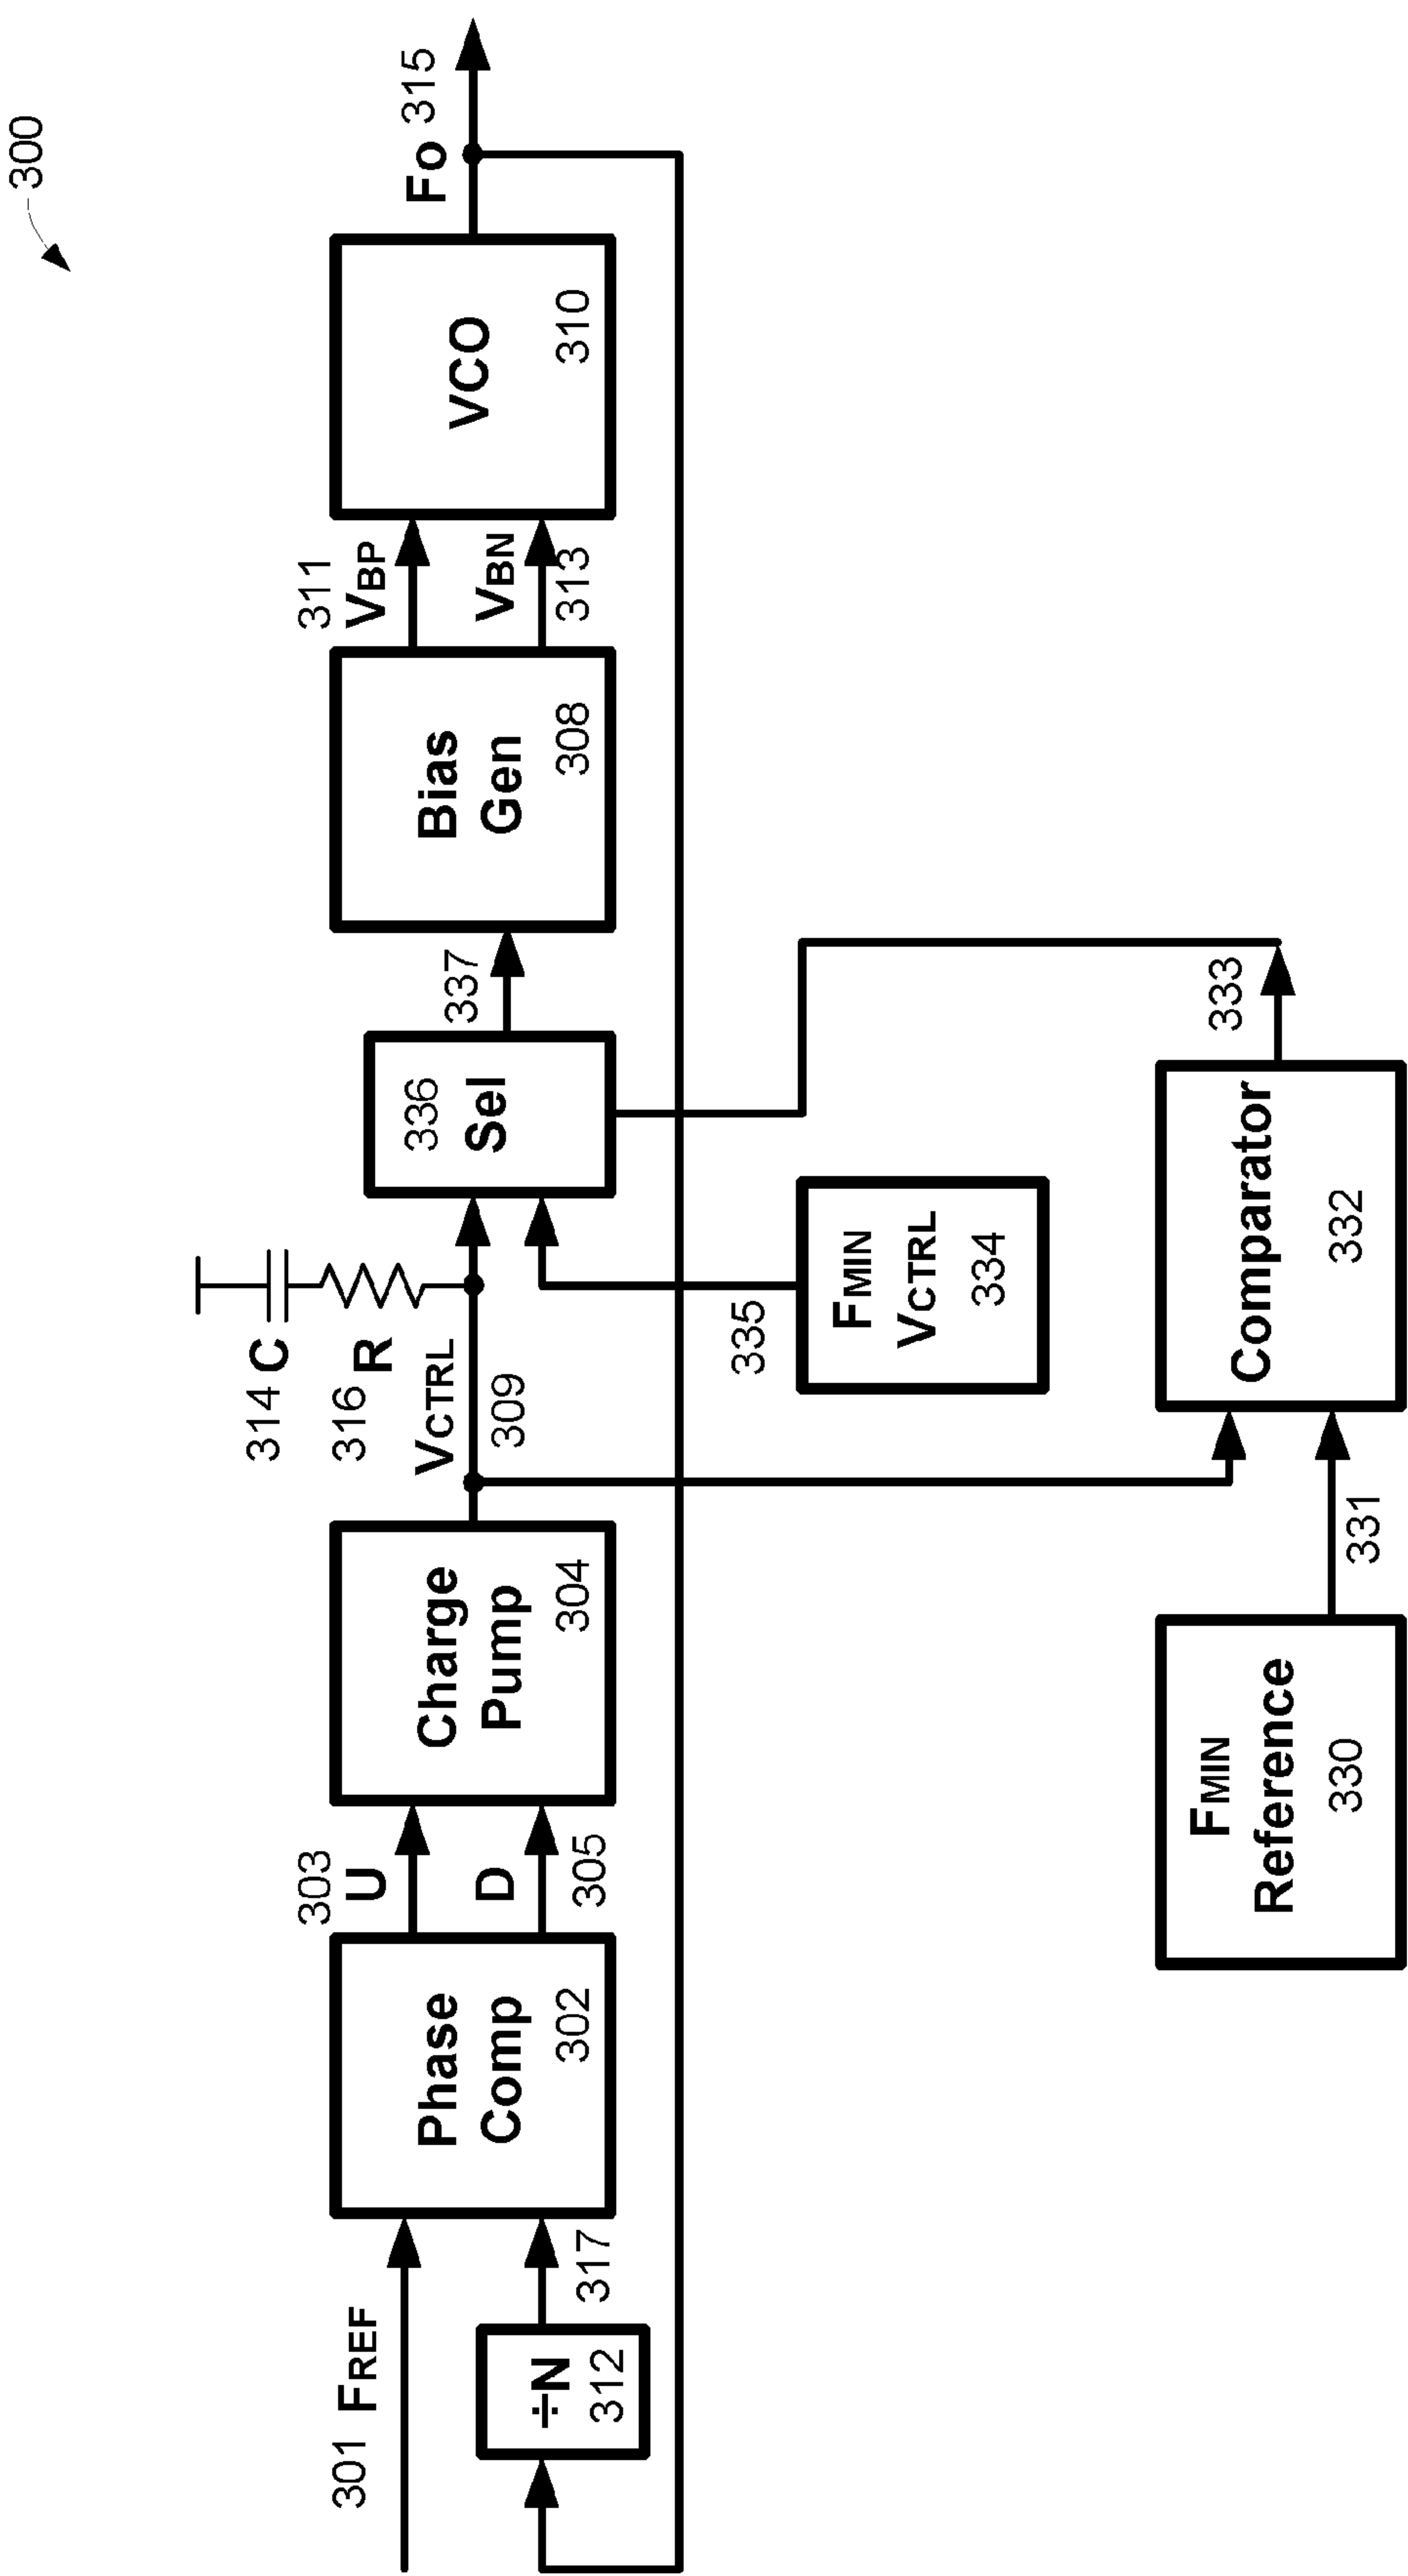 300
301 FREF
÷N
312
317
Phase
Comp
302
303
U
D
305
Charge
Pump
304
VCTRL
309
314 C
316 R
336
Sel
337
Bias
Gen
308
311
VBP
VBN
313
VCO
310
Fo 315
FMIN
Reference
330
331
335
FMIN
VCTRL
334
Comparator
332
333